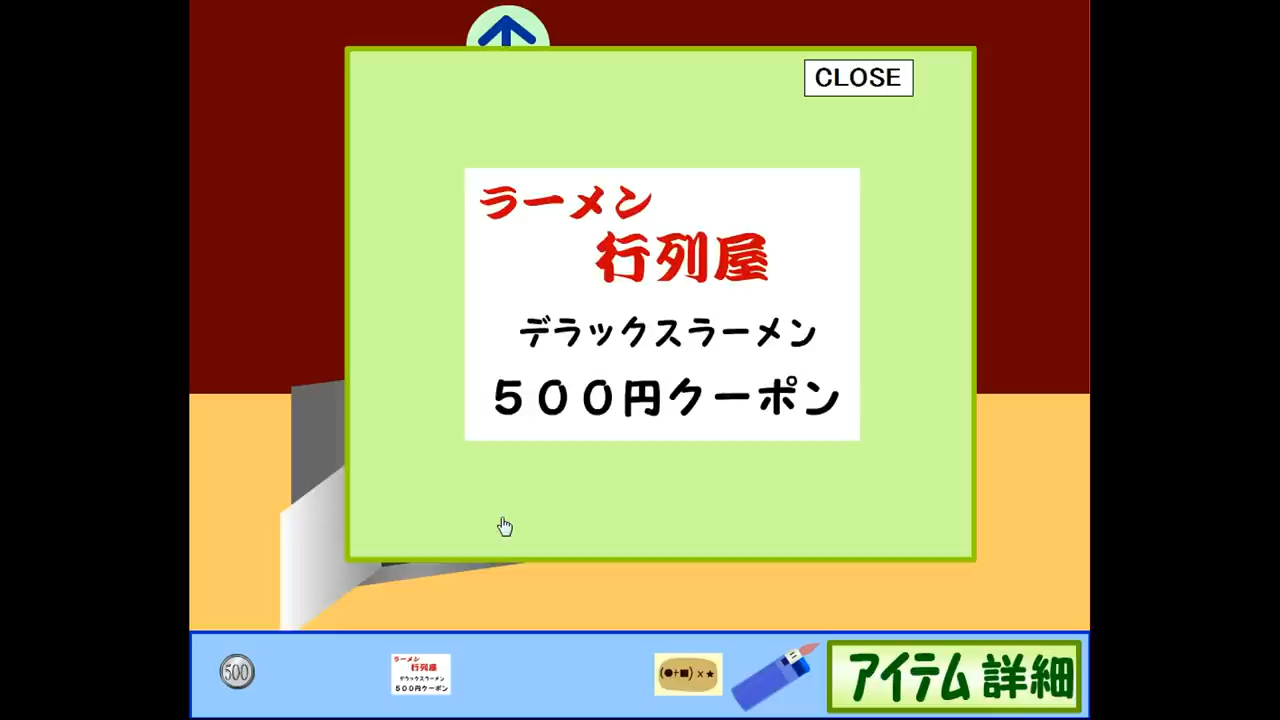 CLOSE
ラーメン
行列屋
デラックスラーメン
５００円クーポン
500
ラーメン
行列屋
デラックスラーメン
５００円クーポン
(●+■)×★
アイテム詳細